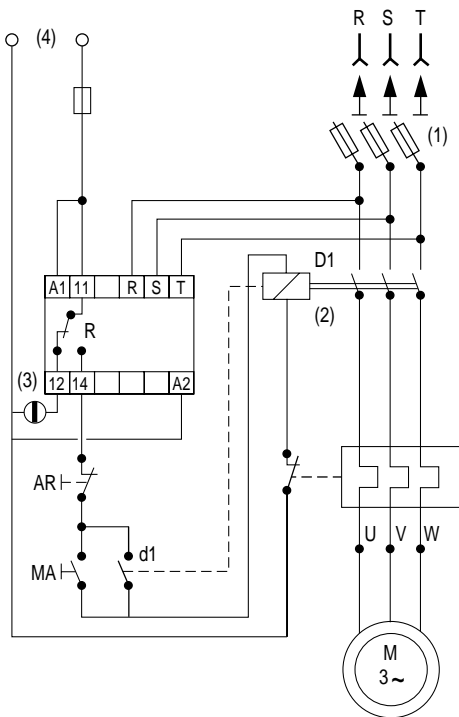 (4)
R S T
(1)
A1 11 R S T
D1
(2)
R
(3)
12 14 A2
AR
MA
d1
U V W
M
3~